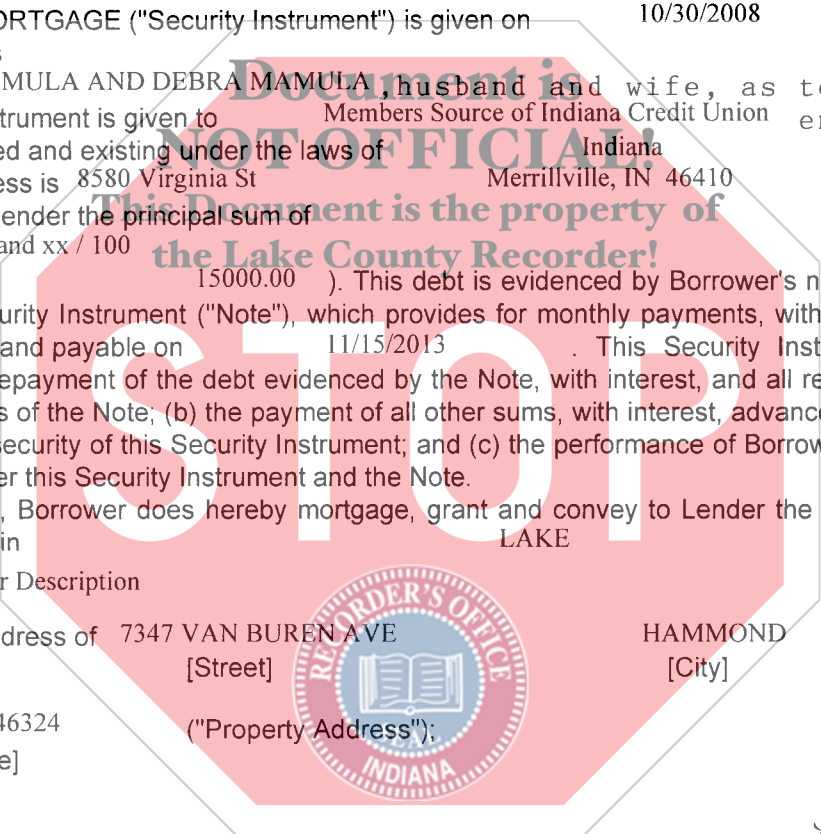 ORTGAGE ("Security Instrument") is given on 10/30/2008
s
MULA AND DEBRA MAMULA , husband and wife, as te
trument is given to Members Source of Indiana Credit Union en
ed and existing under the laws of Indiana
ess is 8580 Virginia St Merrillville, IN 46410
ender the principal sum of
and xx / 100
15000.00 ). This debt is evidenced by Borrower's n
urity Instrument ("Note"), which provides for monthly payments, with
and payable on 11/15/2013 . This Security Inst
epayment of the debt evidenced by the Note, with interest, and all re
s of the Note; (b) the payment of all other sums, with interest, advance
security of this Security Instrument; and (c) the performance of Borrow
er this Security Instrument and the Note.
, Borrower does hereby mortgage, grant and convey to Lender the
in LAKE
r Description
dress of 7347 VAN BUREN AVE HAMMOND
[Street] [City]
46324 ("Property Address");
e]
Document is
NOT OFFICIAL!
This Document is the property of
the Lake County Recorder!
STOP
RECORDER'S OFFICE
SEAL
INDIANA